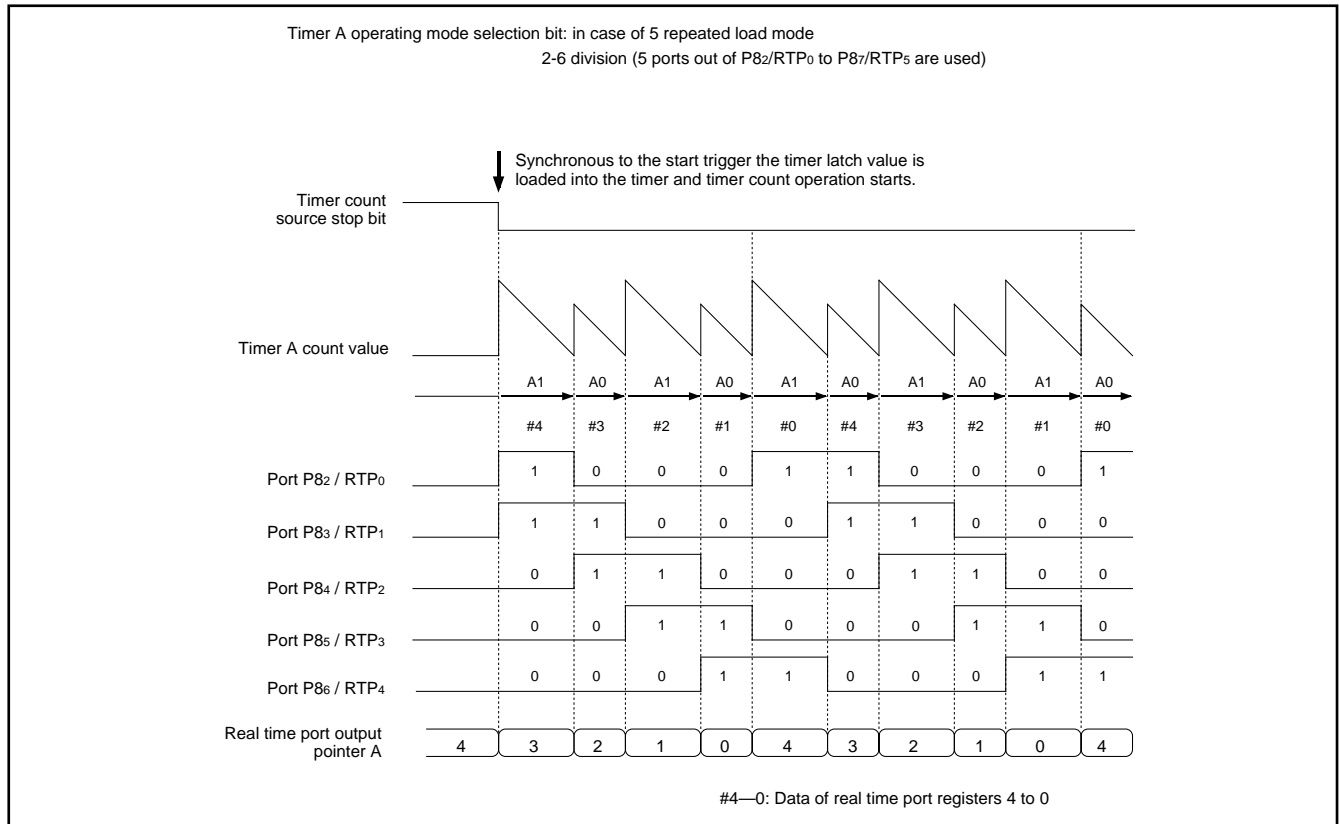 Timer A operating mode selection bit: in case of 5 repeated load mode
2-6 division (5 ports out of P82/RTP0 to P87/RTP5 are used)
Synchronous to the start trigger the timer latch value is
loaded into the timer and timer count operation starts.
Timer count
source stop bit
Timer A count value
A1 A0 A1 A0 A1 A0 A1 A0 A1 A0
#4 #3 #2 #1 #0 #4 #3 #2 #1 #0
Port P82 / RTP0 1 0 0 0 1 1 0 0 0 1
Port P83 / RTP1 1 1 0 0 0 1 1 0 0 0
Port P84 / RTP2 0 1 1 0 0 0 1 1 0 0
Port P85 / RTP3 0 0 1 1 0 0 0 1 1 0
Port P86 / RTP4 0 0 0 1 1 0 0 0 1 1
Real time port output
pointer A 4 3 2 1 0 4 3 2 1 0 4
#4—0: Data of real time port registers 4 to 0